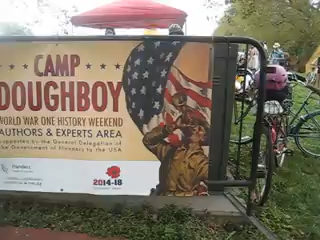 CAMP
DOUGHBOY
WORLD WAR ONE HISTORY WEEKEND
AUTHORS & EXPERTS AREA
supported by the General Delegation of
the Government of Flanders to the USA
Flanders
2014-18